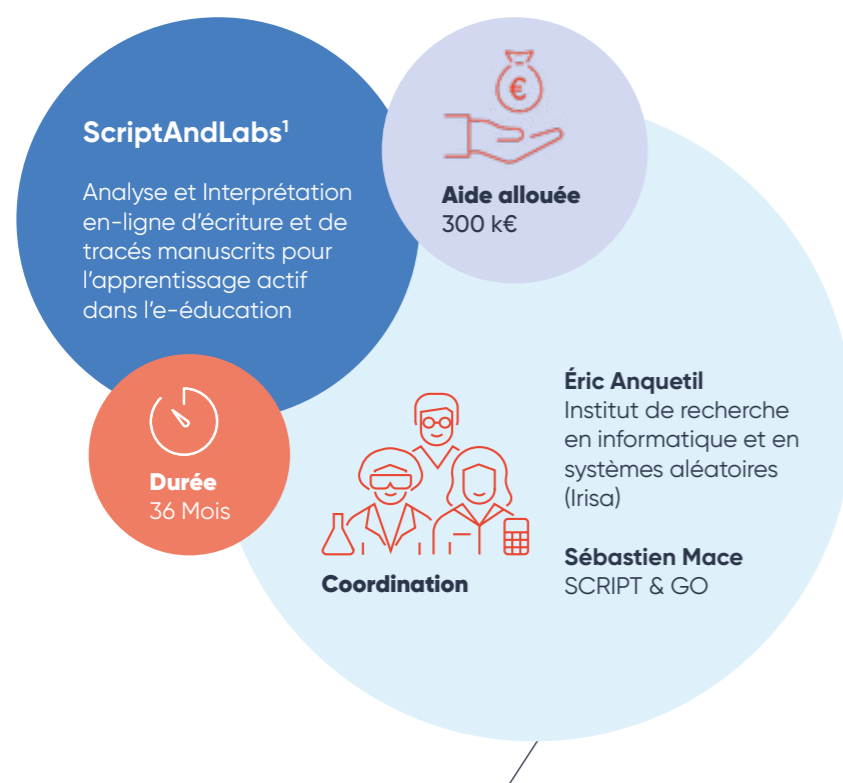 ScriptAndLabs¹
Analyse et Interprétation
en-ligne d'écriture et de
tracés manuscrits pour
l'apprentissage actif
dans l'e-éducation
€
Aide allouée
300 k€
Durée
36 Mois
Coordination
Éric Anquetil
Institut de recherche
en informatique et en
systèmes aléatoires
(Irisa)
Sébastien Mace
SCRIPT & GO